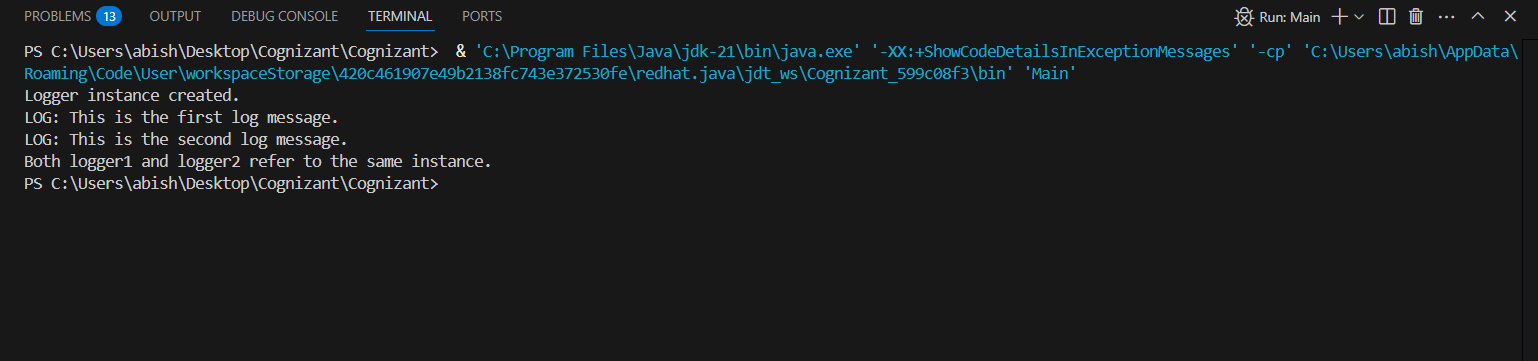 PROBLEMS 13 OUTPUT DEBUG CONSOLE TERMINAL PORTS Run: Main
PS C:\Users\abish\Desktop\Cognizant\Cognizant>  & 'C:\Program Files\Java\jdk-21\bin\java.exe' '-XX:+ShowCodeDetailsInExceptionMessages' '-cp' 'C:\Users\abish\AppData\
Roaming\Code\User\workspaceStorage\420c461907e49b2138fc743e372530fe\redhat.java\jdt_ws\Cognizant_599c08f3\bin' 'Main'
Logger instance created.
LOG: This is the first log message.
LOG: This is the second log message.
Both logger1 and logger2 refer to the same instance.
PS C:\Users\abish\Desktop\Cognizant\Cognizant>